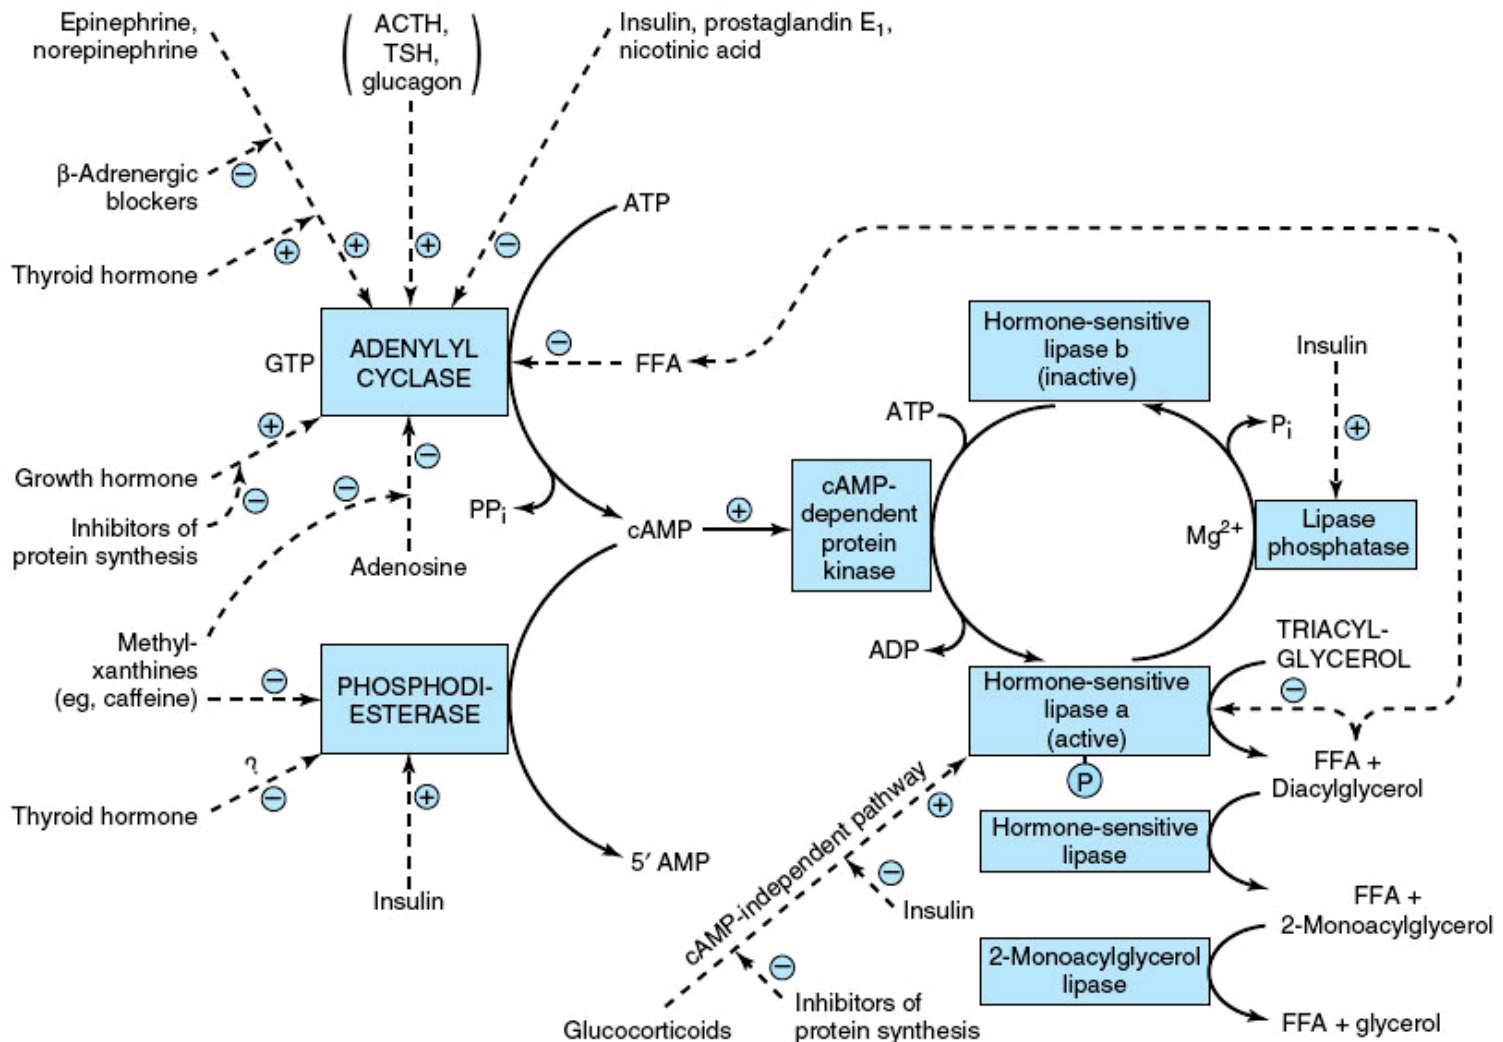 Epinephrine,
norepinephrine
( ACTH,
TSH,
glucagon )
Insulin, prostaglandin E₁,
nicotinic acid
β-Adrenergic
blockers
−
Thyroid hormone
+
+
+
−
ATP
GTP
ADENYLYL
CYCLASE
−
FFA
Hormone-sensitive
lipase b
(inactive)
Insulin
+
ATP
Pᵢ
Growth hormone
+
−
Inhibitors of
protein synthesis
−
−
Adenosine
PPᵢ
cAMP
+
cAMP-
dependent
protein
kinase
Mg²⁺
Lipase
phosphatase
ADP
Methyl-
xanthines
(eg, caffeine)
−
PHOSPHODI-
ESTERASE
TRIACYL-
GLYCEROL
−
Hormone-sensitive
lipase a
(active)
P
FFA +
Diacylglycerol
Thyroid hormone
?
−
+
Insulin
5′ AMP
cAMP-independent pathway
+
−
Insulin
Hormone-sensitive
lipase
FFA +
2-Monoacylglycerol
2-Monoacylglycerol
lipase
−
Inhibitors of
protein synthesis
Glucocorticoids
FFA + glycerol